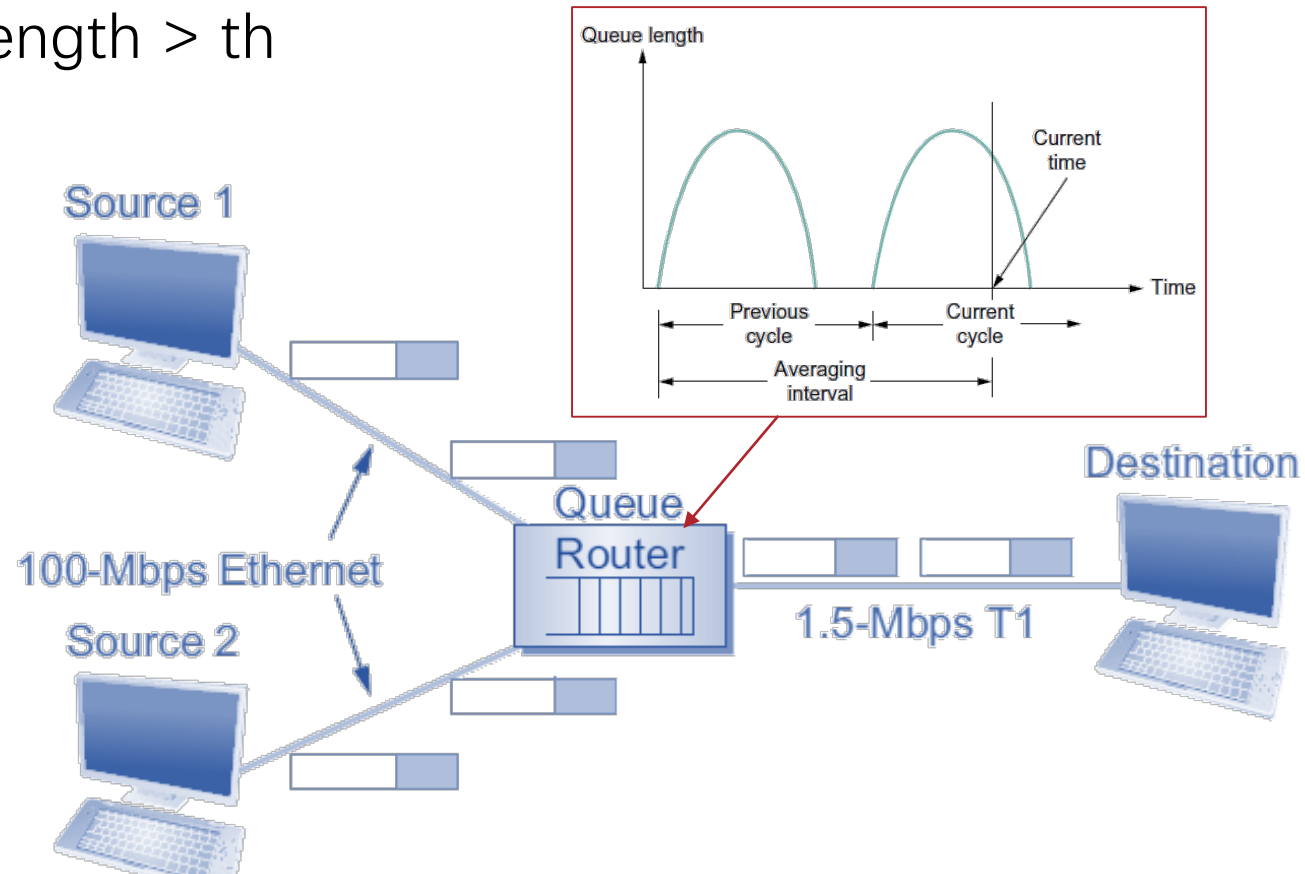 ength > th
Queue length
Current
time
Time
Previous
cycle
Current
cycle
Averaging
interval
Source 1
Destination
Queue
Router
100-Mbps Ethernet
1.5-Mbps T1
Source 2